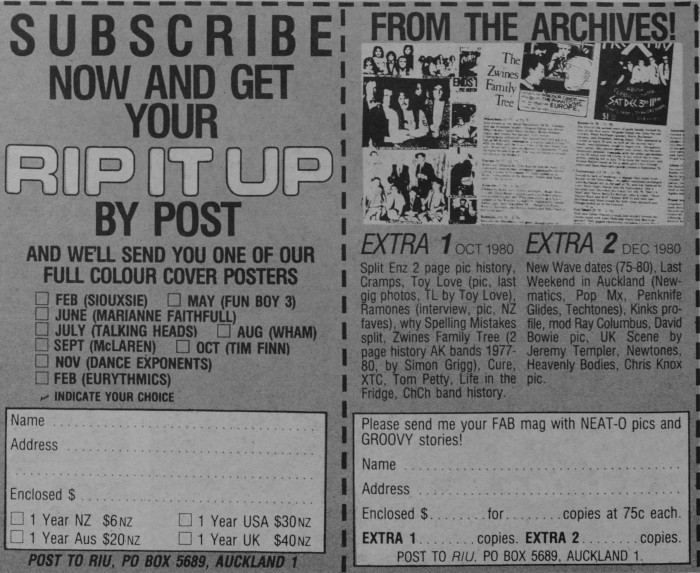 SUBSCRIBE
NOW AND GET
YOUR
RIP IT UP
BY POST
AND WE'LL SEND YOU ONE OF OUR
FULL COLOUR COVER POSTERS
FEB (SIOUXSIE) MAY (FUN BOY 3)
JUNE (MARIANNE FAITHFULL)
JULY (TALKING HEADS) AUG (WHAM)
SEPT (McLAREN) OCT (TIM FINN)
NOV (DANCE EXPONENTS)
FEB (EURYTHMICS)
INDICATE YOUR CHOICE
Name
Address
Enclosed $
1 Year NZ $6NZ 1 Year USA $30NZ
1 Year Aus $20NZ 1 Year UK $40NZ
POST TO RIU, PO BOX 5689, AUCKLAND 1
FROM THE ARCHIVES!
ENDS
The
Zwines
Family
Tree
EUROPE.
SAT DEC 3RD
EXTRA 1 OCT 1980
Split Enz 2 page pic history,
Cramps, Toy Love (pic, last
gig photos, TL by Toy Love),
Ramones (interview, pic, NZ
faves), why Spelling Mistakes
split, Zwines Family Tree (2
page history AK bands 1977-
80, by Simon Grigg), Cure,
XTC, Tom Petty, Life in the
Fridge, ChCh band history.
EXTRA 2 DEC 1980
New Wave dates (75-80), Last
Weekend in Auckland (New-
matics, Pop Mx, Penknife
Glides, Techtones), Kinks pro-
file, mod Ray Columbus, David
Bowie pic, UK Scene by
Jeremy Templer, Newtones,
Heavenly Bodies, Chris Knox
pic.
Please send me your FAB mag with NEAT-O pics and
GROOVY stories!
Name
Address
Enclosed $........for........copies at 75c each.
EXTRA 1........copies. EXTRA 2........copies.
POST TO RIU, PO BOX 5689, AUCKLAND 1.